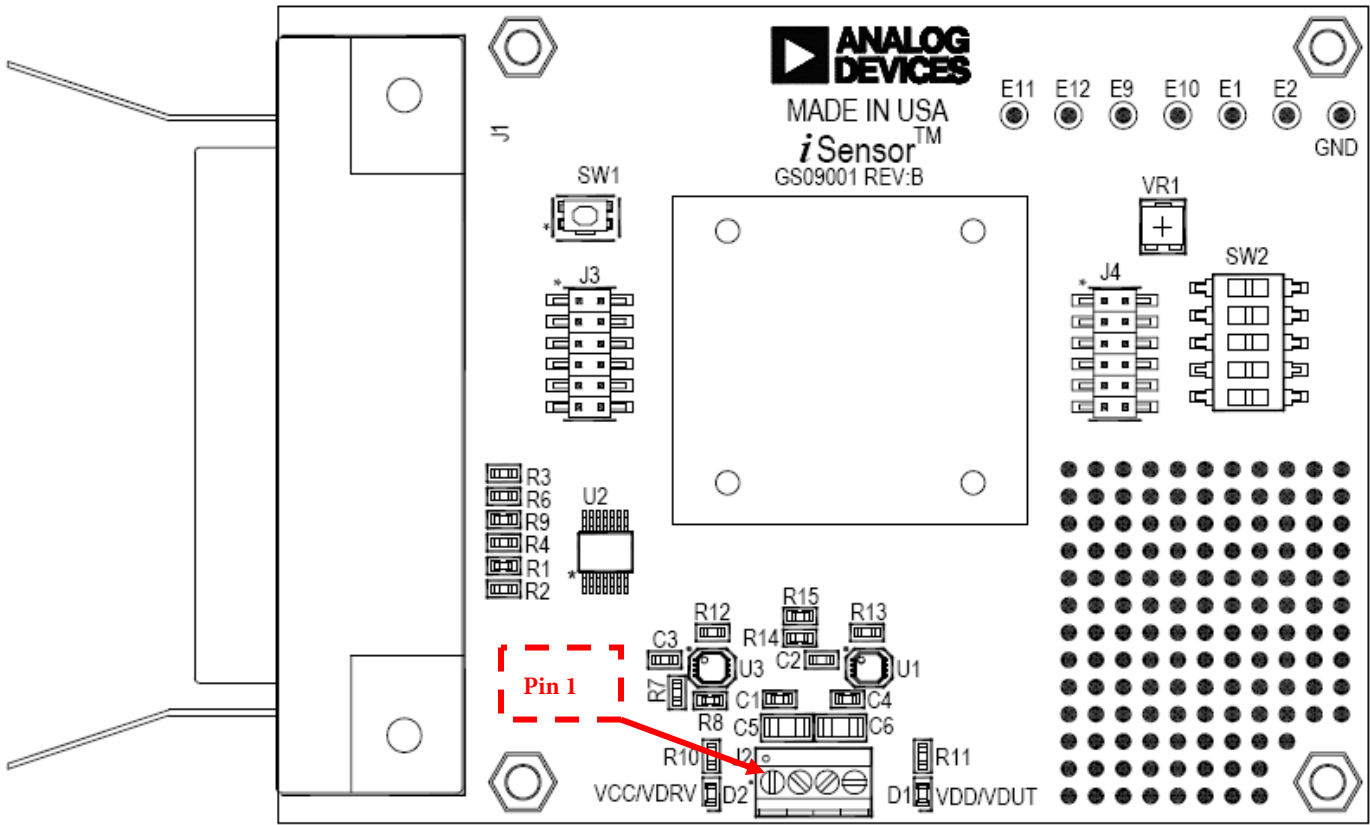 ANALOG
DEVICES
MADE IN USA
i Sensor™
GS09001 REV:B
E11 E12 E9 E10 E1 E2
GND
J1
SW1
VR1
SW2
J3
*
J4
*
*
R3
R6
R9
R4
R1
R2
U2
*
R12
R15
R13
R14
C3
U3
C2
U1
Pin 1
R7
R8
C1
C4
C5
C6
R10
J2
R11
VCC/VDRV
D2
*
D1
VDD/VDUT